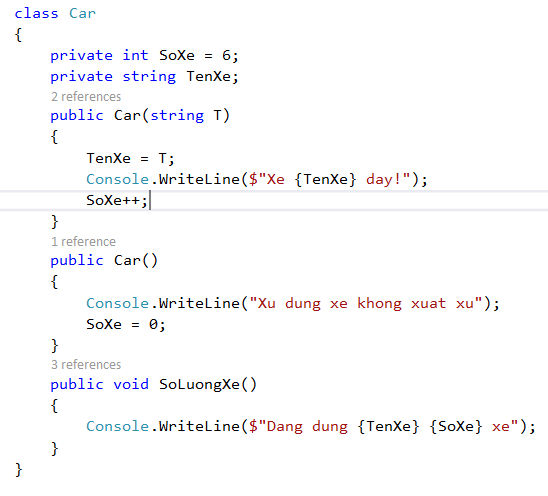 class Car
{
    private int SoXe = 6;
    private string TenXe;
    2 references
    public Car(string T)
    {
        TenXe = T;
        Console.WriteLine($"Xe {TenXe} day!");
        SoXe++;
    }
    1 reference
    public Car()
    {
        Console.WriteLine("Xu dung xe khong xuat xu");
        SoXe = 0;
    }
    3 references
    public void SoLuongXe()
    {
        Console.WriteLine($"Dang dung {TenXe} {SoXe} xe");
    }
}